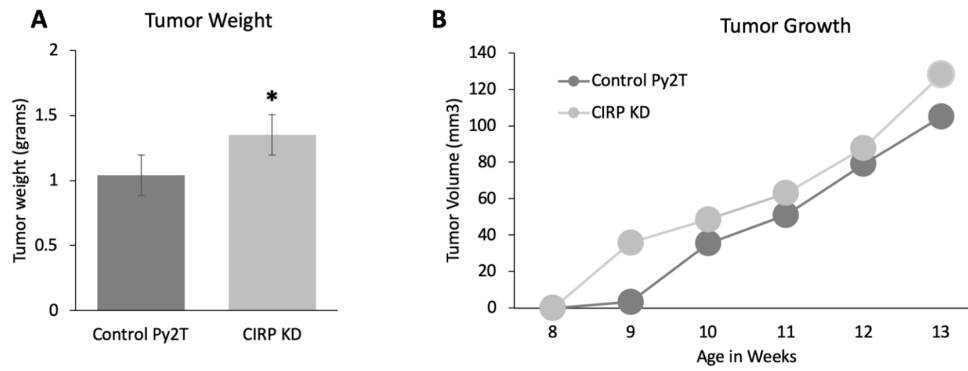 A
Tumor Weight
2
1.5
1
0.5
0
Tumor weight (grams)
*
Control Py2T
CIRP KD
B
Tumor Growth
140
120
100
80
60
40
20
0
Tumor Volume (mm3)
Control Py2T
CIRP KD
8
9
10
11
12
13
Age in Weeks